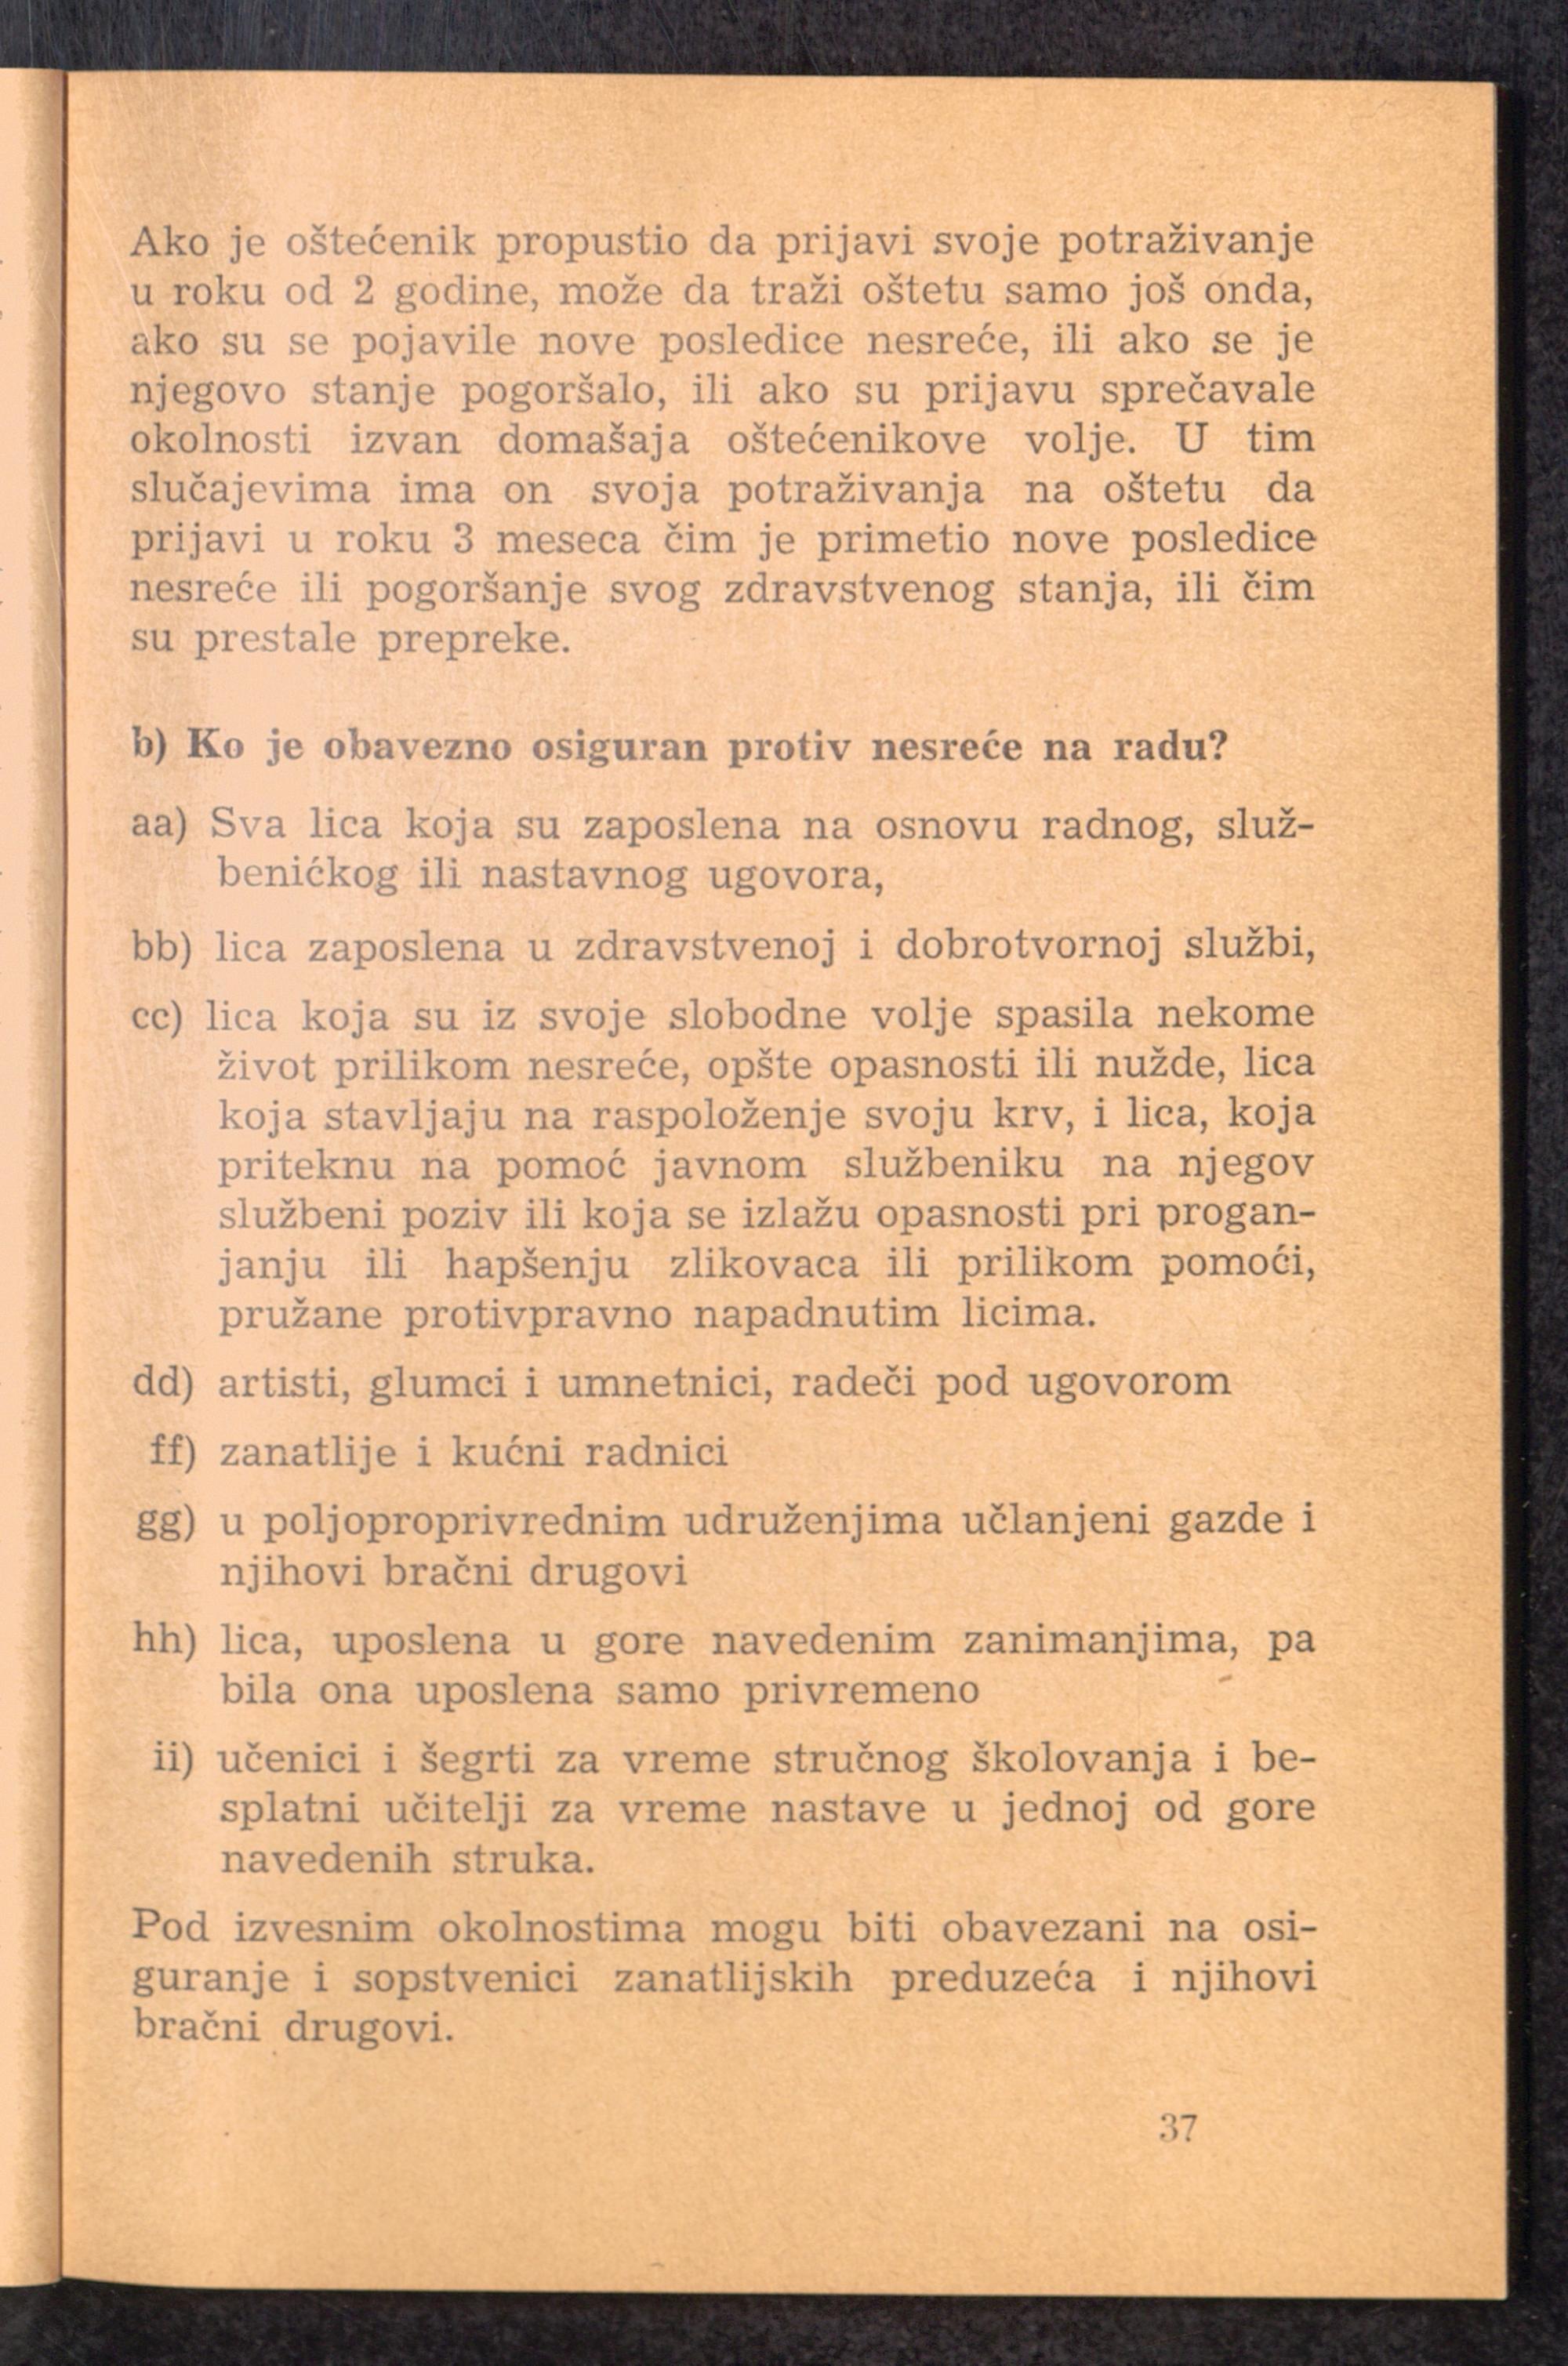 Ako je oštećenik propustio da prijavi svoje potraživanje
u roku od 2 godine, može da traži oštetu samo još onda,
ako su se pojavile nove posledice nesreće, ili ako se je
njegovo stanje pogoršalo, ili ako su prijavu sprečavale
okolnosti izvan domašaja oštećenikove volje. U tim
slučajevima ima on svoja potraživanja na oštetu da
prijavi u roku 3 meseca čim je primetio nove posledice
nesreće ili pogoršanje svog zdravstvenog stanja, ili čim
su prestale prepreke.
b) Ko je obavezno osiguran protiv nesreće na radu?
aa) Sva lica koja su zaposlena na osnovu radnog, služ-
benićkog ili nastavnog ugovora,
bb) lica zaposlena u zdravstvenoj i dobrotvornoj službi,
cc) lica koja su iz svoje slobodne volje spasila nekome
život prilikom nesreće, opšte opasnosti ili nužde, lica
koja stavljaju na raspoloženje svoju krv, i lica, koja
priteknu na pomoć javnom službeniku na njegov
službeni poziv ili koja se izlažu opasnosti pri progan-
janju ili hapšenju zlikovaca ili prilikom pomoći,
pružane protivpravno napadnutim licima.
dd) artisti, glumci i umnetnici, radeči pod ugovorom
ff) zanatlije i kućni radnici
gg) u poljoproprivrednim udruženjima učlanjeni gazde i
njihovi bračni drugovi
hh) lica, uposlena u gore navedenim zanimanjima, pa
bila ona uposlena samo privremeno
ii) učenici i šegrti za vreme stručnog školovanja i be-
splatni učitelji za vreme nastave u jednoj od gore
navedenih struka.
Pod izvesnim okolnostima mogu biti obavezani na osi-
guranje i sopstvenici zanatlijskih preduzeća i njihovi
bračni drugovi.
37